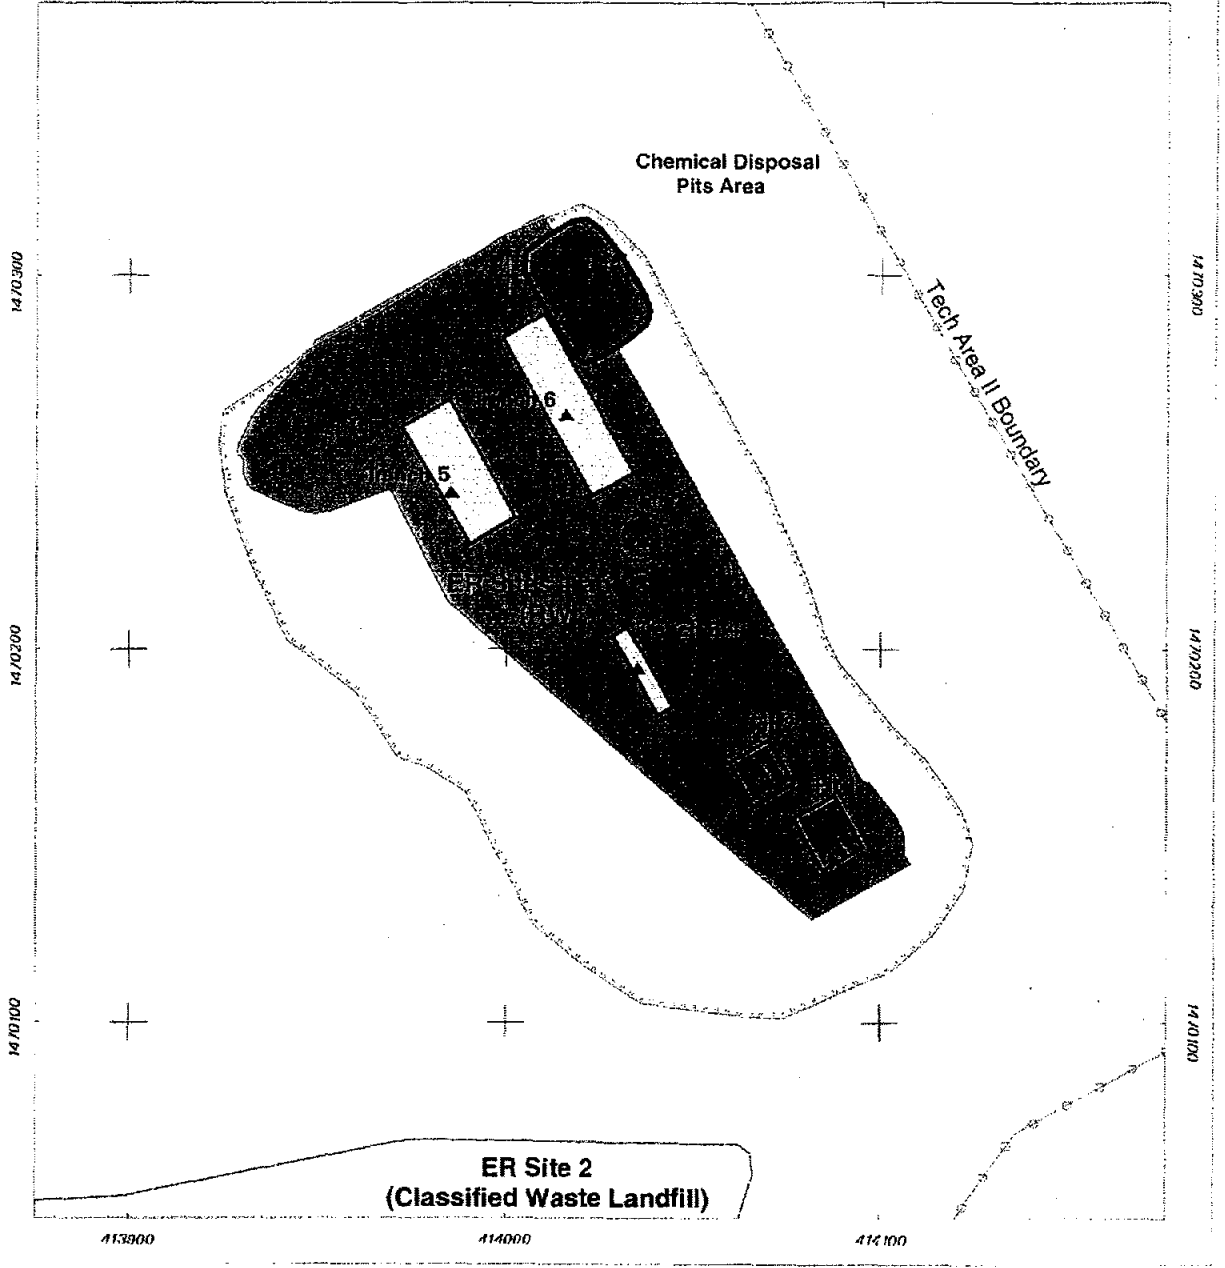 Chemical Disposal
Pits Area
1470300
1470300
Tech Area II Boundary
6
5
1470200
1470200
1470100
1470100
ER Site 2
(Classified Waste Landfill)
413900
414000
414100